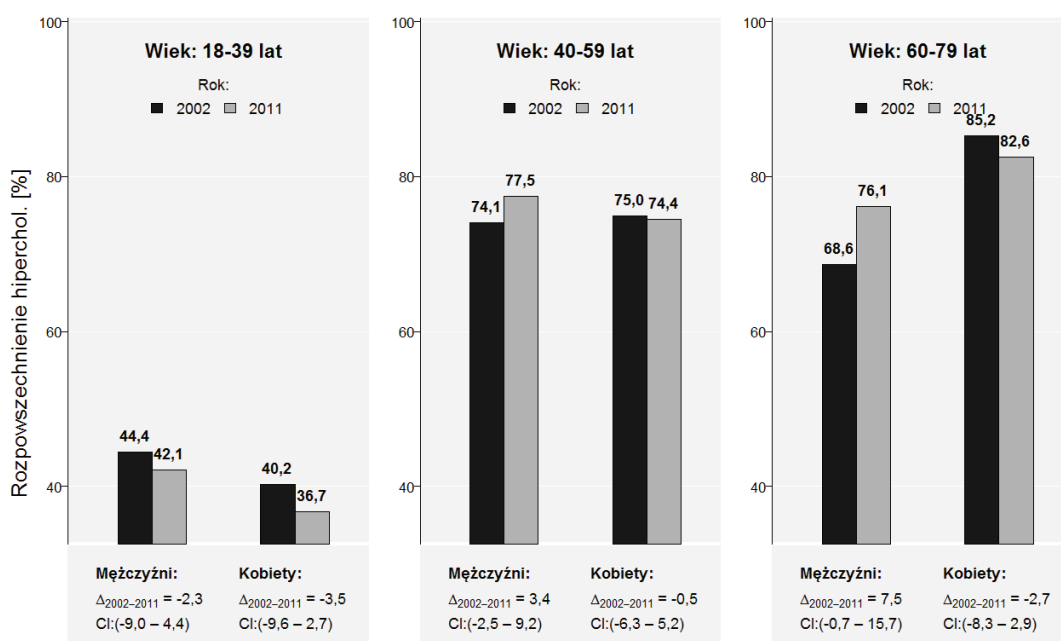 Rozpowszechnienie hiperchol. [%]
100
80
60
40
Wiek: 18-39 lat
Rok:
2002 2011
44,4
42,1
40,2
36,7
Mężczyźni: Kobiety:
Δ2002–2011 = -2,3 Δ2002–2011 = -3,5
CI:(-9,0 – 4,4) CI:(-9,6 – 2,7)
100
80
60
40
Wiek: 40-59 lat
Rok:
2002 2011
74,1
77,5
75,0
74,4
Mężczyźni: Kobiety:
Δ2002–2011 = 3,4 Δ2002–2011 = -0,5
CI:(-2,5 – 9,2) CI:(-6,3 – 5,2)
100
80
60
40
Wiek: 60-79 lat
Rok:
2002 2011
68,6
76,1
85,2
82,6
Mężczyźni: Kobiety:
Δ2002–2011 = 7,5 Δ2002–2011 = -2,7
CI:(-0,7 – 15,7) CI:(-8,3 – 2,9)